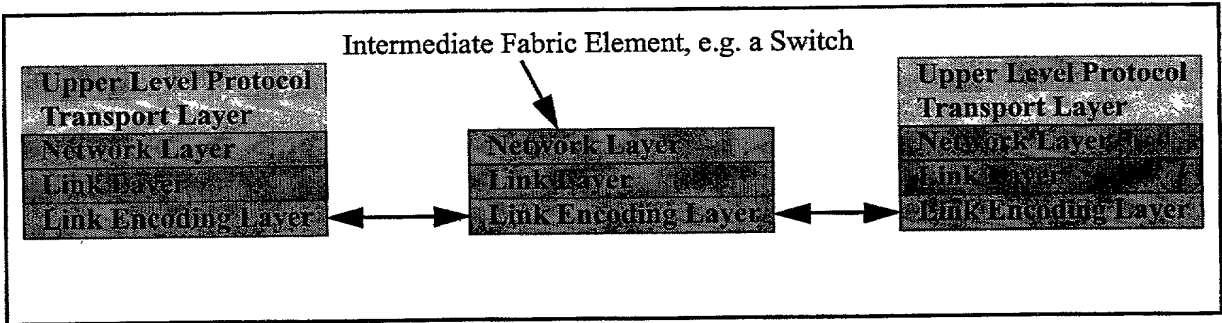 Intermediate Fabric Element, e.g. a Switch
Upper Level Protocol
Transport Layer
Network Layer
Link Layer
Link Encoding Layer
Network Layer
Link Layer
Link Encoding Layer
Upper Level Protocol
Transport Layer
Network Layer
Link Layer
Link Encoding Layer